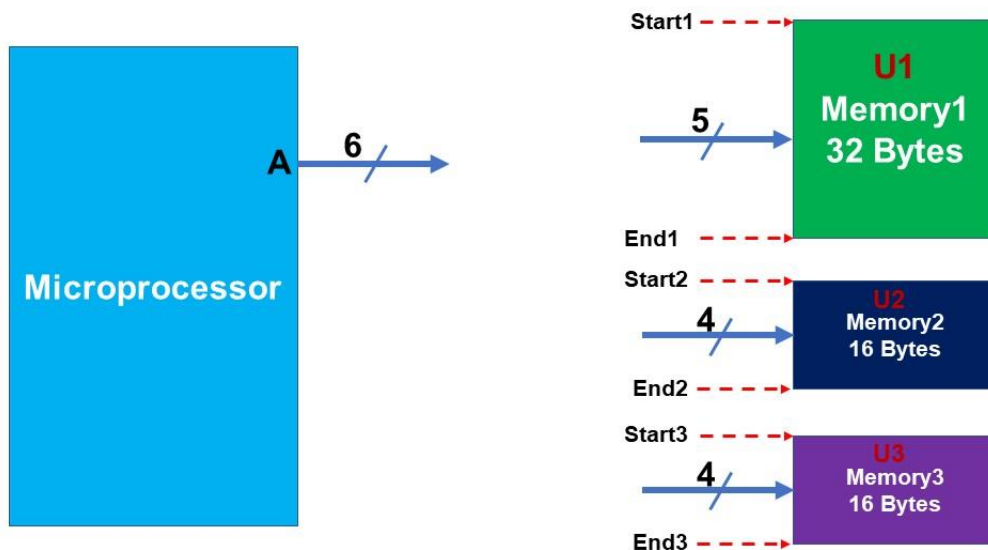 Microprocessor
A
6
Start1
5
U1
Memory1
32 Bytes
End1
Start2
4
U2
Memory2
16 Bytes
End2
Start3
4
U3
Memory3
16 Bytes
End3